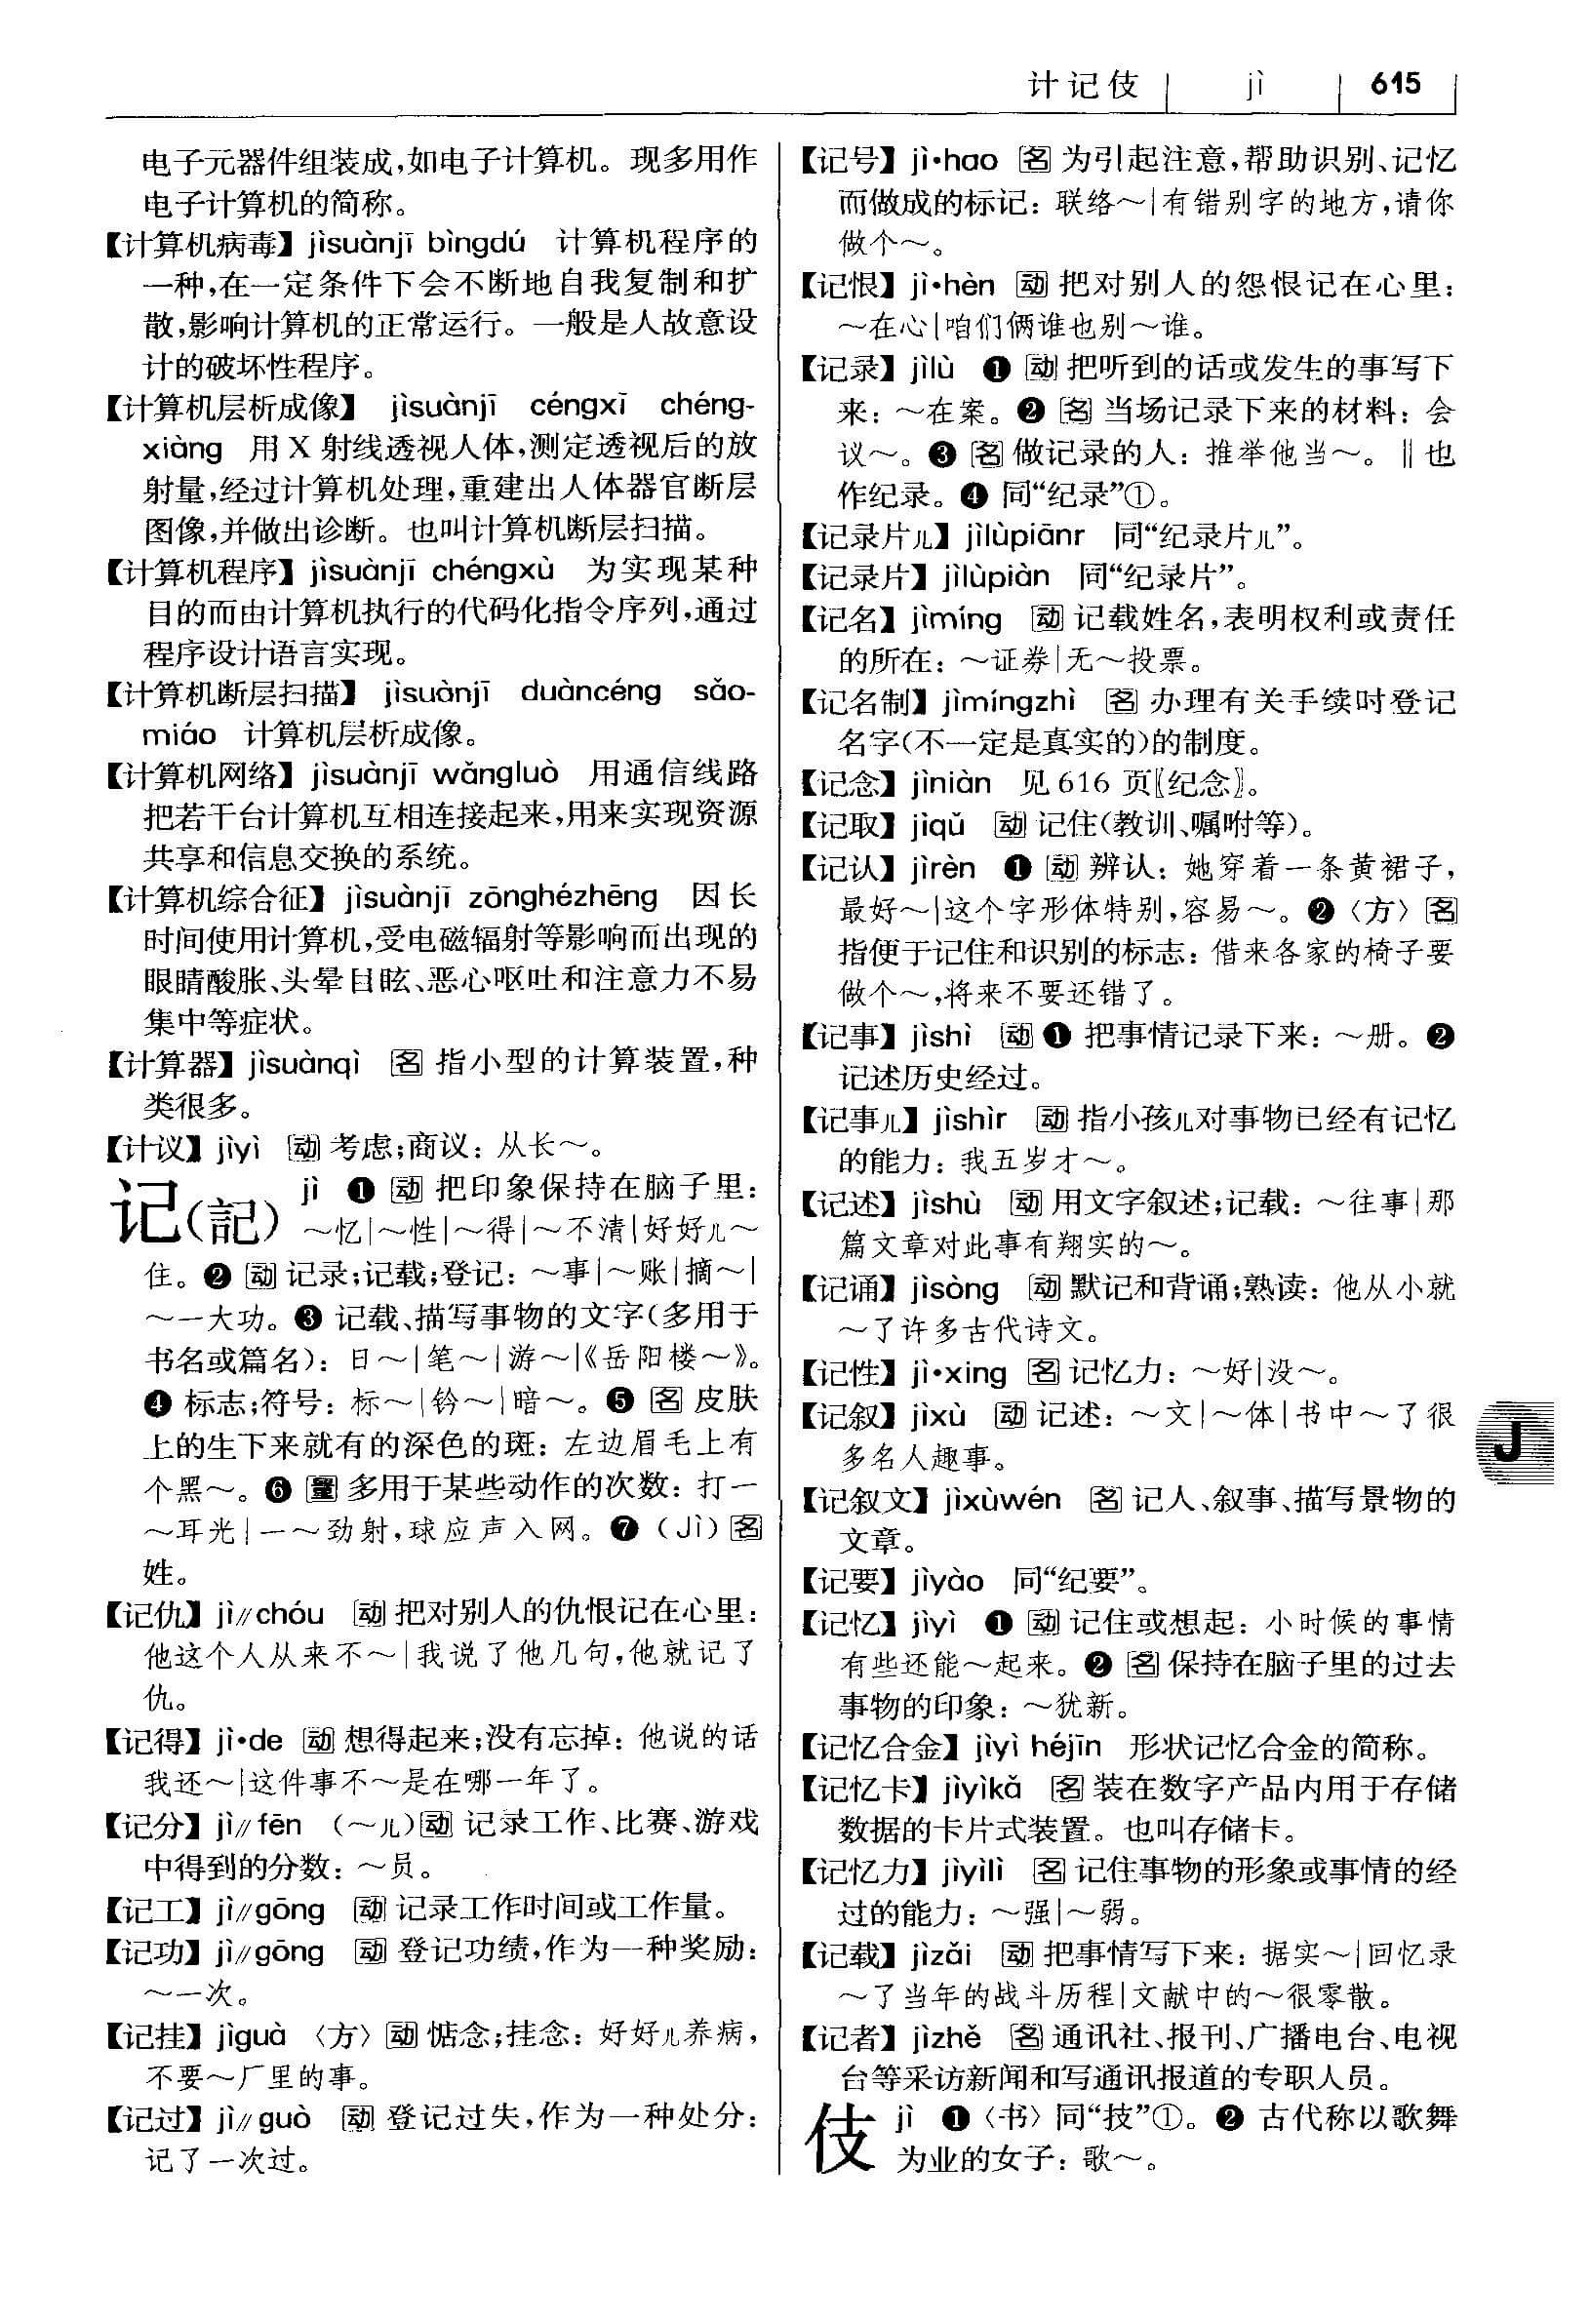 计记伎 jì 615
电子元器件组装成,如电子计算机。现多用作
电子计算机的简称。
【计算机病毒】jìsuànjī bìngdú 计算机程序的
一种,在一定条件下会不断地自我复制和扩
散,影响计算机的正常运行。一般是人故意设
计的破坏性程序。
【计算机层析成像】 jìsuànjī céngxī chéng-
xiàng 用 X 射线透视人体,测定透视后的放
射量,经过计算机处理,重建出人体器官断层
图像,并做出诊断。也叫计算机断层扫描。
【计算机程序】jìsuànjī chéngxù 为实现某种
目的而由计算机执行的代码化指令序列,通过
程序设计语言实现。
【计算机断层扫描】 jìsuànjī duàncéng sǎo-
miáo 计算机层析成像。
【计算机网络】jìsuànjī wǎngluò 用通信线路
把若干台计算机互相连接起来,用来实现资源
共享和信息交换的系统。
【计算机综合征】jìsuànjī zōnghézhēng 因长
时间使用计算机,受电磁辐射等影响而出现的
眼睛酸胀、头晕目眩、恶心呕吐和注意力不易
集中等症状。
【计算器】jìsuànqì 名 指小型的计算装置,种
类很多。
【计议】jìyì 动 考虑;商议:从长～。
记(記) jì ❶ 动 把印象保持在脑子里:
～忆|～性|～得|～不清|好好儿～
住。❷ 动 记录;记载;登记:～事|～账|摘～|
～一大功。❸ 记载、描写事物的文字(多用于
书名或篇名):日～|笔～|游～|《岳阳楼～》。
❹ 标志;符号:标～|钤～|暗～。❺ 名 皮肤
上的生下来就有的深色的斑:左边眉毛上有
个黑～。❻ 量 多用于某些动作的次数:打一
～耳光|一～劲射,球应声入网。❼ (Jì) 名
姓。
【记仇】jì//chóu 动 把对别人的仇恨记在心里:
他这个人从来不～|我说了他几句,他就记了
仇。
【记得】jì•de 动 想得起来;没有忘掉:他说的话
我还～|这件事不～是在哪一年了。
【记分】jì//fēn (～儿) 动 记录工作、比赛、游戏
中得到的分数:～员。
【记工】jì//gōng 动 记录工作时间或工作量。
【记功】jì//gōng 动 登记功绩,作为一种奖励:
～一次。
【记挂】jìguà 〈方〉 动 惦念;挂念:好好儿养病,
不要～厂里的事。
【记过】jì//guò 动 登记过失,作为一种处分:
记了一次过。
【记号】jì•hao 名 为引起注意,帮助识别、记忆
而做成的标记:联络～|有错别字的地方,请你
做个～。
【记恨】jì•hèn 动 把对别人的怨恨记在心里:
～在心|咱们俩谁也别～谁。
【记录】jìlù ❶ 动 把听到的话或发生的事写下
来:～在案。❷ 名 当场记录下来的材料:会
议～。❸ 名 做记录的人:推举他当～。‖也
作纪录。❹ 同“纪录”①。
【记录片儿】jìlùpiānr 同“纪录片儿”。
【记录片】jìlùpiàn 同“纪录片”。
【记名】jìmíng 动 记载姓名,表明权利或责任
的所在:～证券|无～投票。
【记名制】jìmíngzhì 名 办理有关手续时登记
名字(不一定是真实的)的制度。
【记念】jìniàn 见 616 页〖纪念〗。
【记取】jìqǔ 动 记住(教训、嘱咐等)。
【记认】jìrèn ❶ 动 辨认:她穿着一条黄裙子,
最好～|这个字形体特别,容易～。❷〈方〉名
指便于记住和识别的标志:借来各家的椅子要
做个～,将来不要还错了。
【记事】jìshì 动 ❶ 把事情记录下来:～册。❷
记述历史经过。
【记事儿】jìshìr 动 指小孩儿对事物已经有记忆
的能力:我五岁才～。
【记述】jìshù 动 用文字叙述;记载:～往事|那
篇文章对此事有翔实的～。
【记诵】jìsòng 动 默记和背诵;熟读:他从小就
～了许多古代诗文。
【记性】jì•xing 名 记忆力:～好|没～。
【记叙】jìxù 动 记述:～文|～体|书中～了很
多名人趣事。
【记叙文】jìxùwén 名 记人、叙事、描写景物的
文章。
【记要】jìyào 同“纪要”。
【记忆】jìyì ❶ 动 记住或想起:小时候的事情
有些还能～起来。❷ 名 保持在脑子里的过去
事物的印象:～犹新。
【记忆合金】jìyì héjīn 形状记忆合金的简称。
【记忆卡】jìyìkǎ 名 装在数字产品内用于存储
数据的卡片式装置。也叫存储卡。
【记忆力】jìyìlì 名 记住事物的形象或事情的经
过的能力:～强|～弱。
【记载】jìzǎi 动 把事情写下来:据实～|回忆录
～了当年的战斗历程|文献中的～很零散。
【记者】jìzhě 名 通讯社、报刊、广播电台、电视
台等采访新闻和写通讯报道的专职人员。
伎 jì ❶〈书〉同“技”①。❷ 古代称以歌舞
为业的女子:歌～。
J